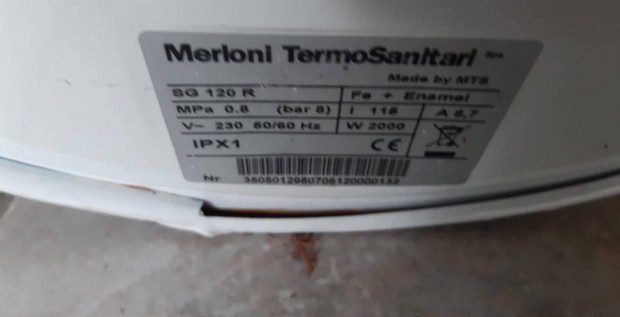 Merloni TermoSanitari spa
Made by MTS
SG 120 R Fe + Enamel
MPa 0.8 (bar 8) l 115 A 8,7
V~ 230 50/60 Hz W 2000
IPX1 CE
Nr.